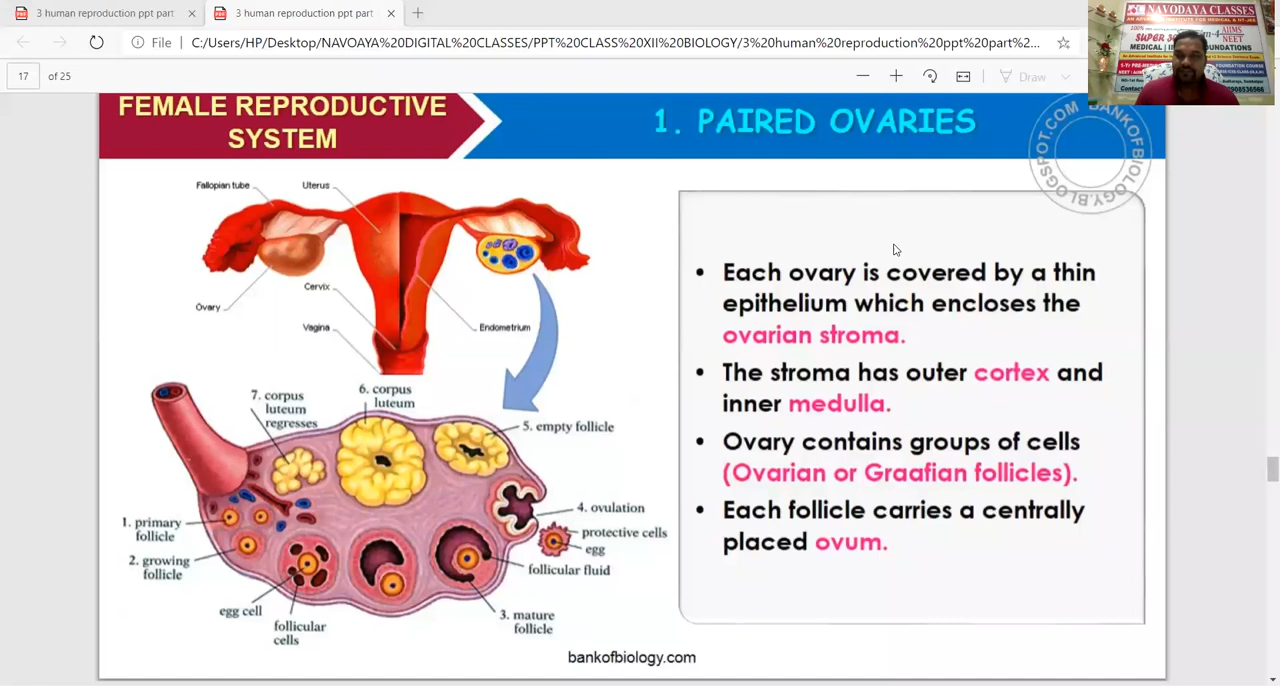 3 human reproduction ppt part
3 human reproduction ppt part
File
C:/Users/HP/Desktop/NAVOAYA%20DIGITAL%20CLASSES/PPT%20CLASS%20XII%20BIOLOGY/3%20human%20reproduction%20ppt%20part%2...
17 of 25
Draw
NAVODAYA CLASSES
SUPER 30
AIIMS
NEET
FEMALE REPRODUCTIVE
SYSTEM
1. PAIRED OVARIES
BANKOFBIOLOGY.BLOGSPOT.COM
Fallopian tube
Uterus
Ovary
Cervix
Vagina
Endometrium
7. corpus
luteum
regresses
6. corpus
luteum
5. empty follicle
4. ovulation
protective cells
egg
follicular fluid
3. mature
follicle
1. primary
follicle
2. growing
follicle
egg cell
follicular
cells
• Each ovary is covered by a thin
epithelium which encloses the
ovarian stroma.
• The stroma has outer cortex and
inner medulla.
• Ovary contains groups of cells
(Ovarian or Graafian follicles).
• Each follicle carries a centrally
placed ovum.
bankofbiology.com